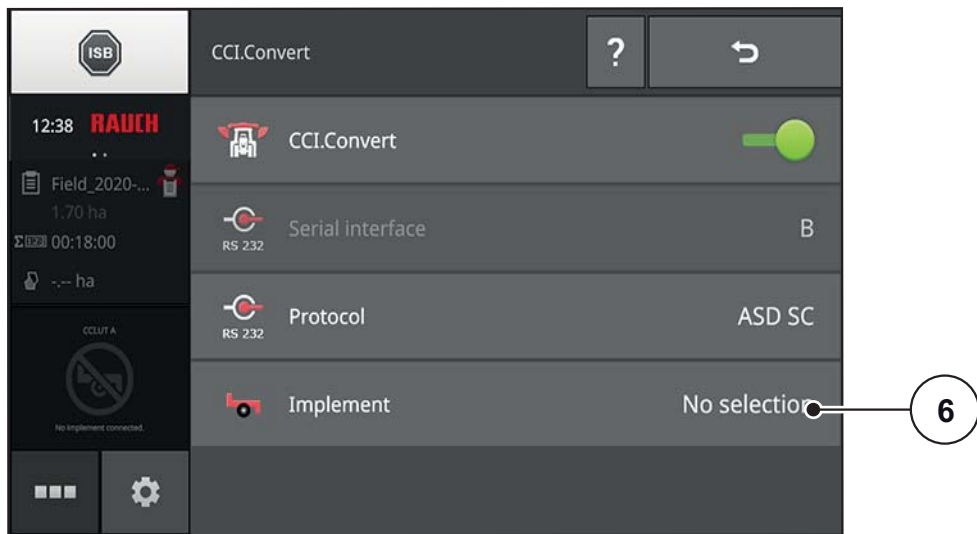 ISB
CCI.Convert
?
12:38 RAUCH
CCI.Convert
Field_2020-...
1.70 ha
Σ 123 00:18:00
-.-- ha
RS 232
Serial interface
B
RS 232
Protocol
ASD SC
CCI.UT A
No implement connected.
Implement
No selection
6